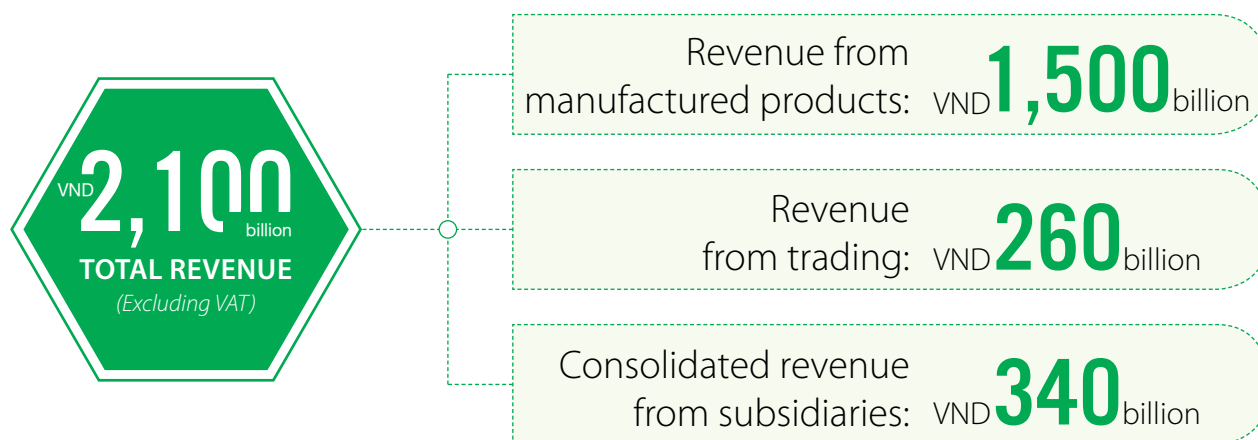 VND 2,100 billion
TOTAL REVENUE
(Excluding VAT)
Revenue from
manufactured products: VND 1,500 billion
Revenue
from trading: VND 260 billion
Consolidated revenue
from subsidiaries: VND 340 billion